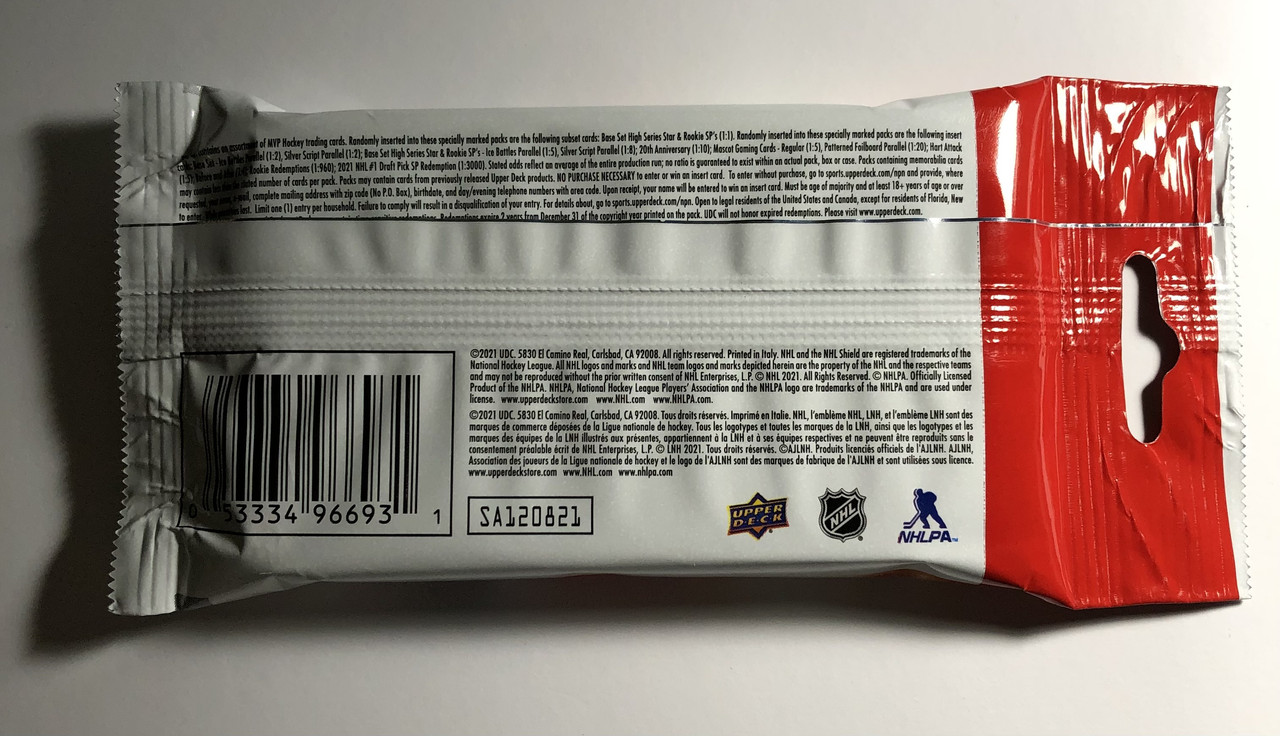 contains an assortment of MVP Hockey trading cards. Randomly inserted into these specially marked packs are the following subset cards: Base Set High Series Star & Rookie SP's (1:1). Randomly inserted into these specially marked packs are the following insert
cards: Base Set - Ice Battles Parallel (1:2), Silver Script Parallel (1:2); Base Set High Series Star & Rookie SP's - Ice Battles Parallel (1:5), Silver Script Parallel (1:8); 20th Anniversary (1:10); Mascot Gaming Cards - Regular (1:5), Patterned Foilboard Parallel (1:20); Hart Attack
(1:5); Rookie Redemptions (1:960); 2021 NHL #1 Draft Pick SP Redemption (1:3000). Stated odds reflect an average of the entire production run; no ratio is guaranteed to exist within an actual pack, box or case. Packs containing memorabilia cards
may contain less than the stated number of cards per pack. Packs may contain cards from previously released Upper Deck products. NO PURCHASE NECESSARY to enter or win an insert card. To enter without purchase, go to sports.upperdeck.com/npn and provide, where
requested, your name, e-mail, complete mailing address with zip code (No P.O. Box), birthdate, and day/evening telephone numbers with area code. Upon receipt, your name will be entered to win an insert card. Must be age of majority and at least 18+ years of age or over
to enter. lost. Limit one (1) entry per household. Failure to comply will result in a disqualification of your entry. For details, about go to sports.upperdeck.com/npn. Open to legal residents of the United States and Canada, except for residents of Florida, New
redemptions. Redemptions expire 2 years from December 31 of the copyright year printed on the pack. UDC will not honor expired redemptions. Please visit www.upperdeck.com.
©2021 UDC. 5830 El Camino Real, Carlsbad, CA 92008. All rights reserved. Printed in Italy. NHL and the NHL Shield are registered trademarks of the
National Hockey League. All NHL logos and marks and NHL team logos and marks depicted herein are the property of the NHL and the respective teams
and may not be reproduced without the prior written consent of NHL Enterprises, L.P. © NHL 2021. All Rights Reserved. © NHLPA. Officially Licensed
Product of the NHLPA. NHLPA, National Hockey League Players' Association and the NHLPA logo are trademarks of the NHLPA and are used under
license. www.upperdeckstore.com www.NHL.com www.NHLPA.com.
©2021 UDC. 5830 El Camino Real, Carlsbad, CA 92008. Tous droits réservés. Imprimé en Italie. NHL, l'emblème NHL, LNH, et l'emblème LNH sont des
marques de commerce déposées de la Ligue nationale de hockey. Tous les logotypes et toutes les marques de la LNH, ainsi que les logotypes et les
marques des équipes de la LNH illustrés aux présentes, appartiennent à la LNH et à ses équipes respectives et ne peuvent être reproduits sans le
consentement préalable écrit de NHL Enterprises, L.P. © LNH 2021. Tous droits réservés. ©AJLNH. Produits licenciés officiels de l'AJLNH. AJLNH,
Association des joueurs de la Ligue nationale de hockey et le logo de l'AJLNH sont des marques de fabrique de l'AJLNH et sont utilisées sous licence.
www.upperdeckstore.com www.NHL.com www.nhlpa.com
0 53334 96693 1
SA120821
UPPER
DECK
NHL
NHLPA™